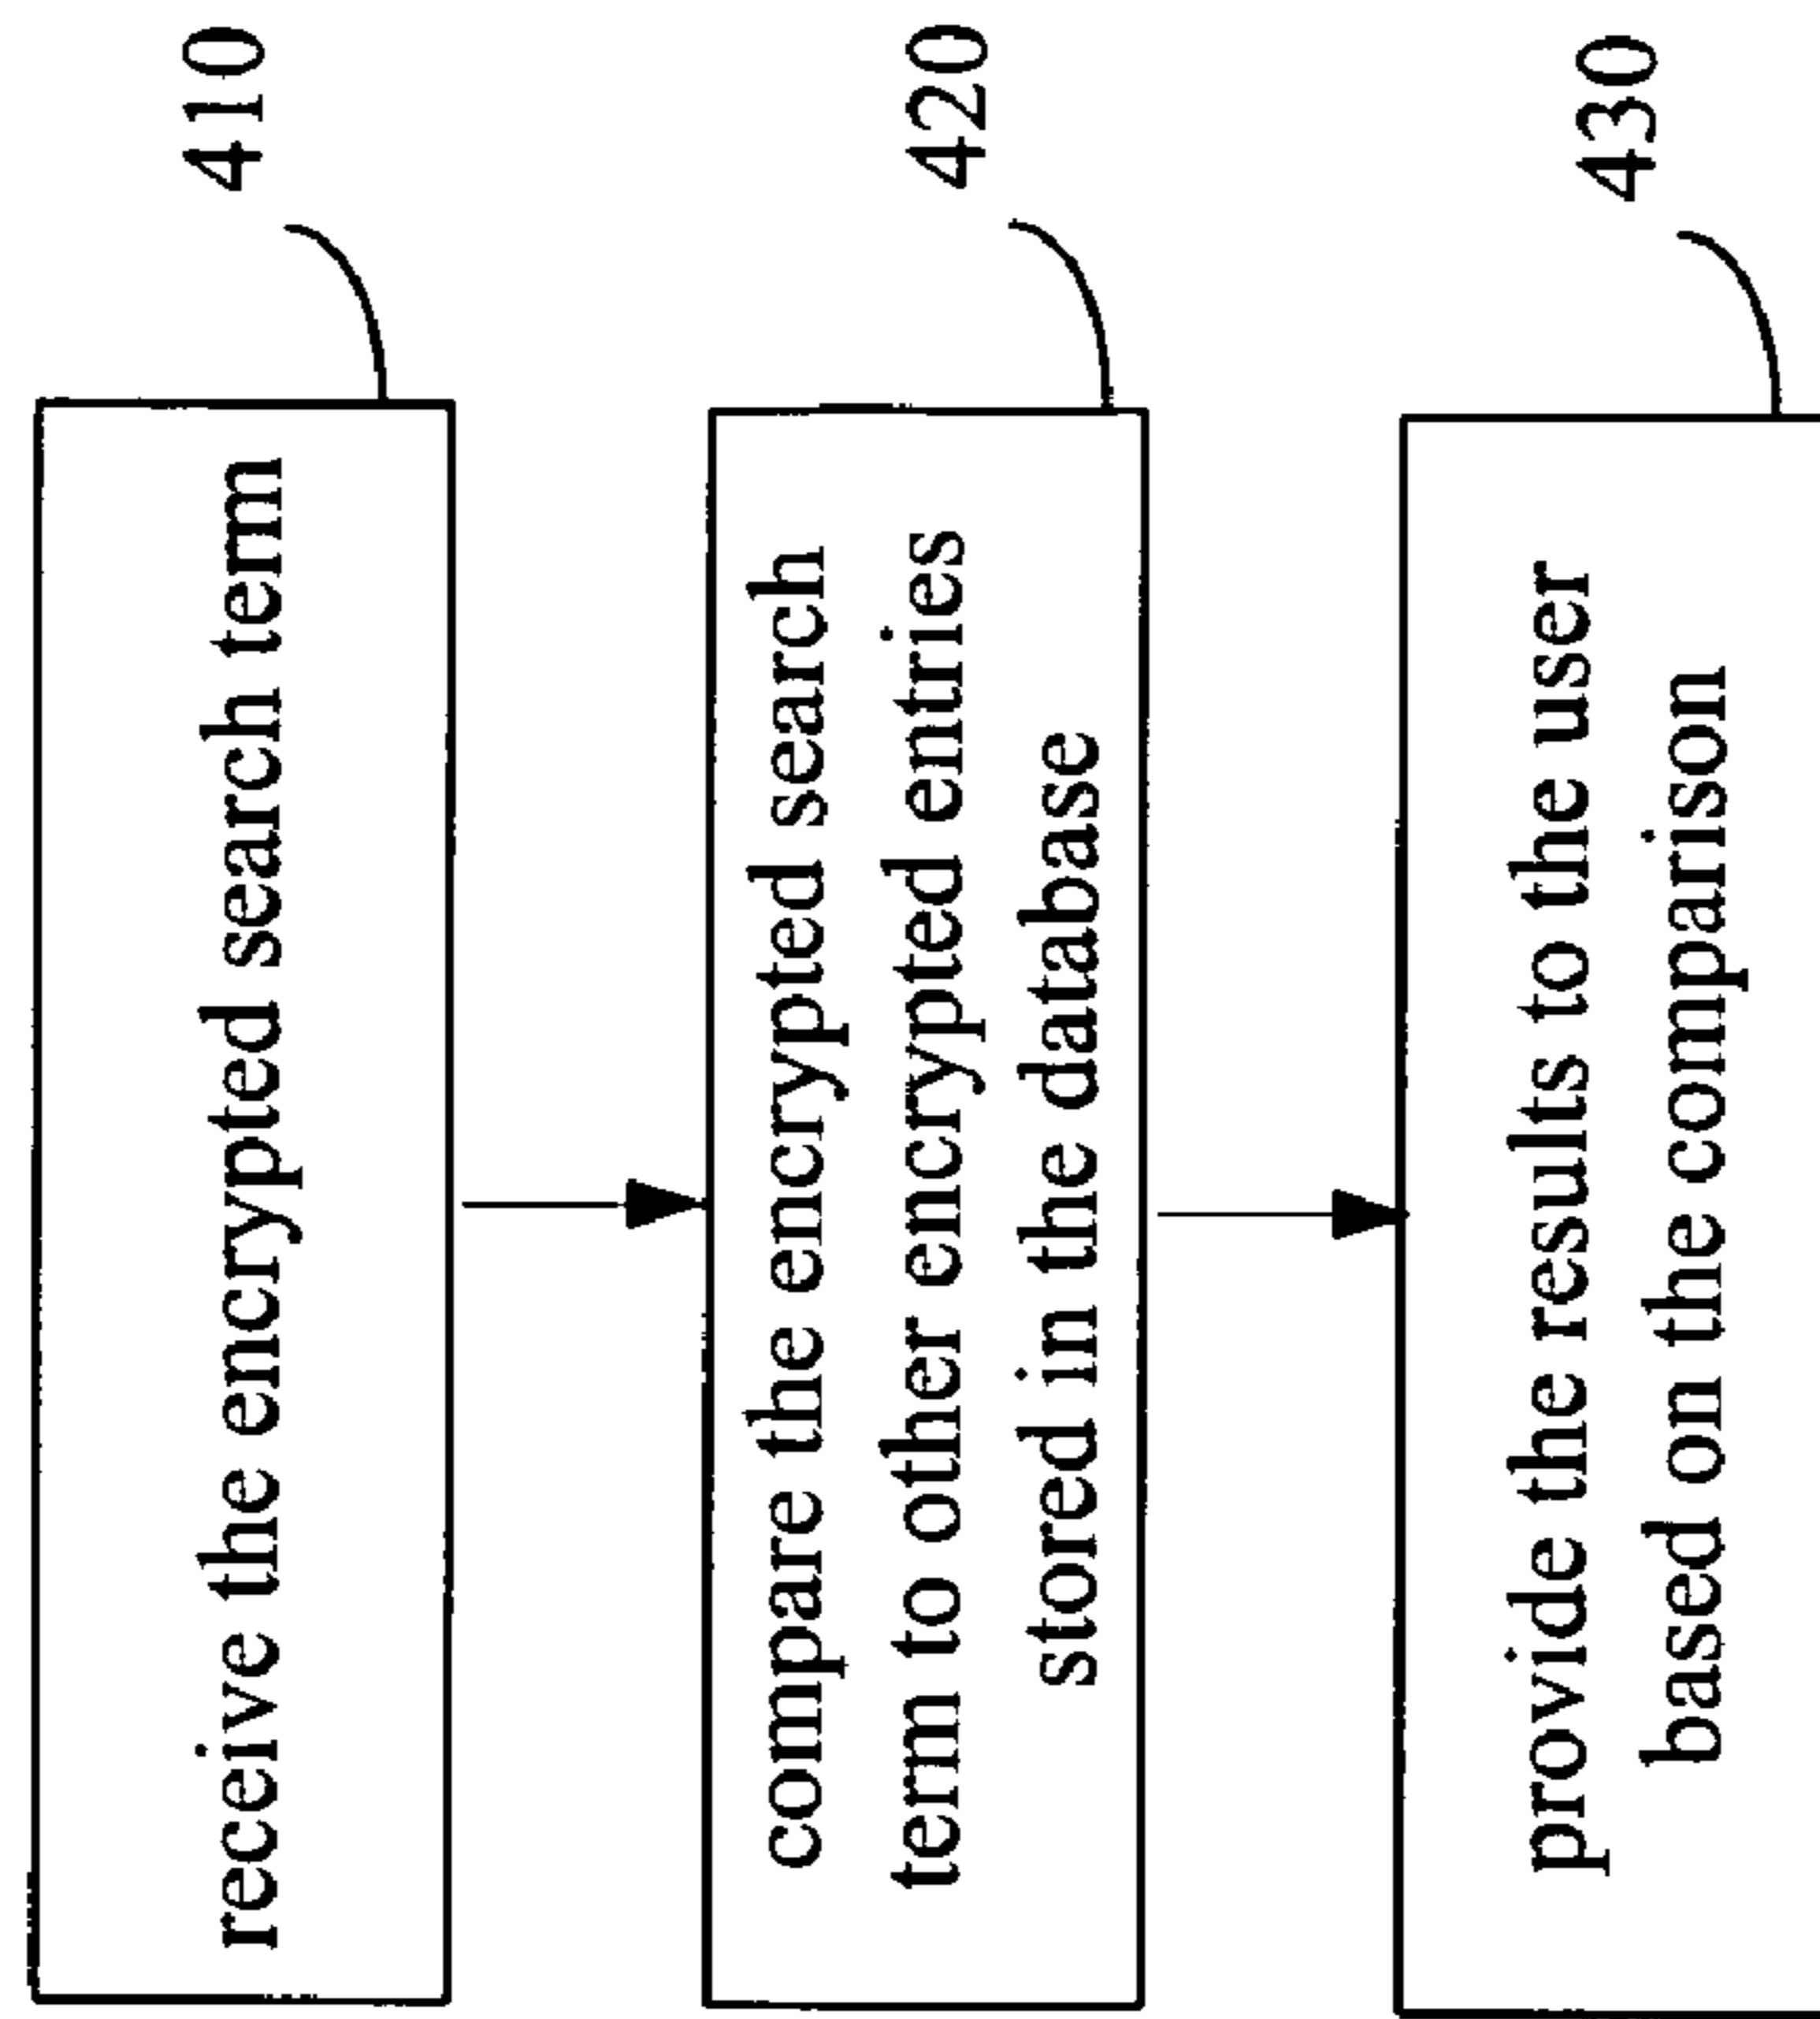 receive the encrypted search term
410
compare the encrypted search
term to other encrypted entries
stored in the database
420
provide the results to the user
based on the comparison
430